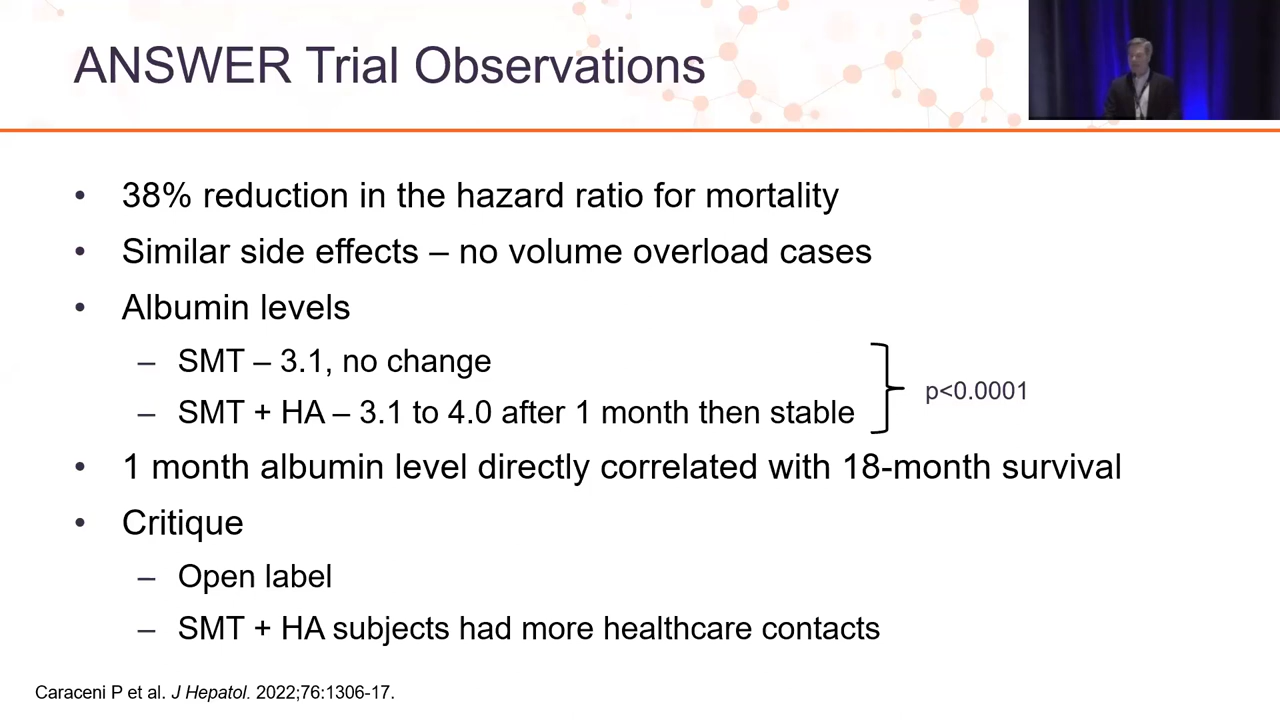 ANSWER Trial Observations
• 38% reduction in the hazard ratio for mortality
• Similar side effects – no volume overload cases
• Albumin levels
– SMT – 3.1, no change
– SMT + HA – 3.1 to 4.0 after 1 month then stable
p<0.0001
• 1 month albumin level directly correlated with 18-month survival
• Critique
– Open label
– SMT + HA subjects had more healthcare contacts
Caraceni P et al. J Hepatol. 2022;76:1306-17.